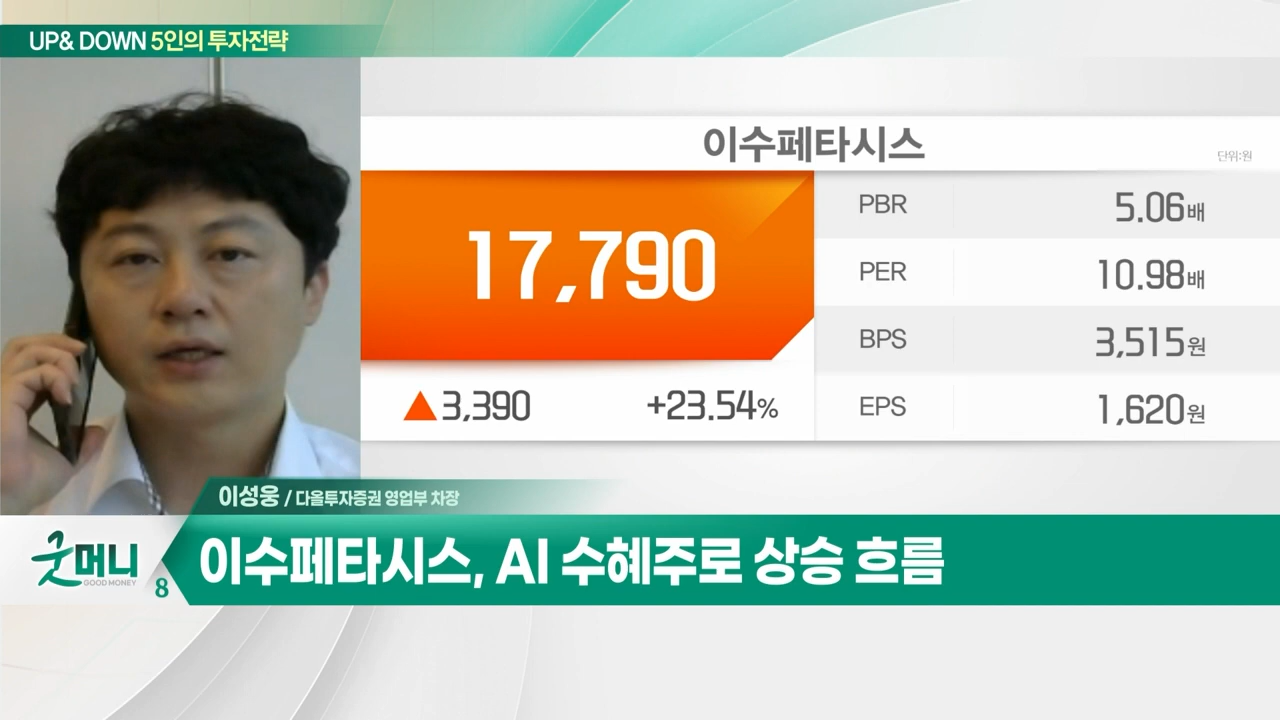 UP& DOWN 5인의 투자전략
이수페타시스
단위:원
17,790
▲3,390 +23.54%
PBR 5.06배
PER 10.98배
BPS 3,515원
EPS 1,620원
이성웅 / 다올투자증권 영업부 차장
굿머니
GOOD MONEY
8
이수페타시스, AI 수혜주로 상승 흐름